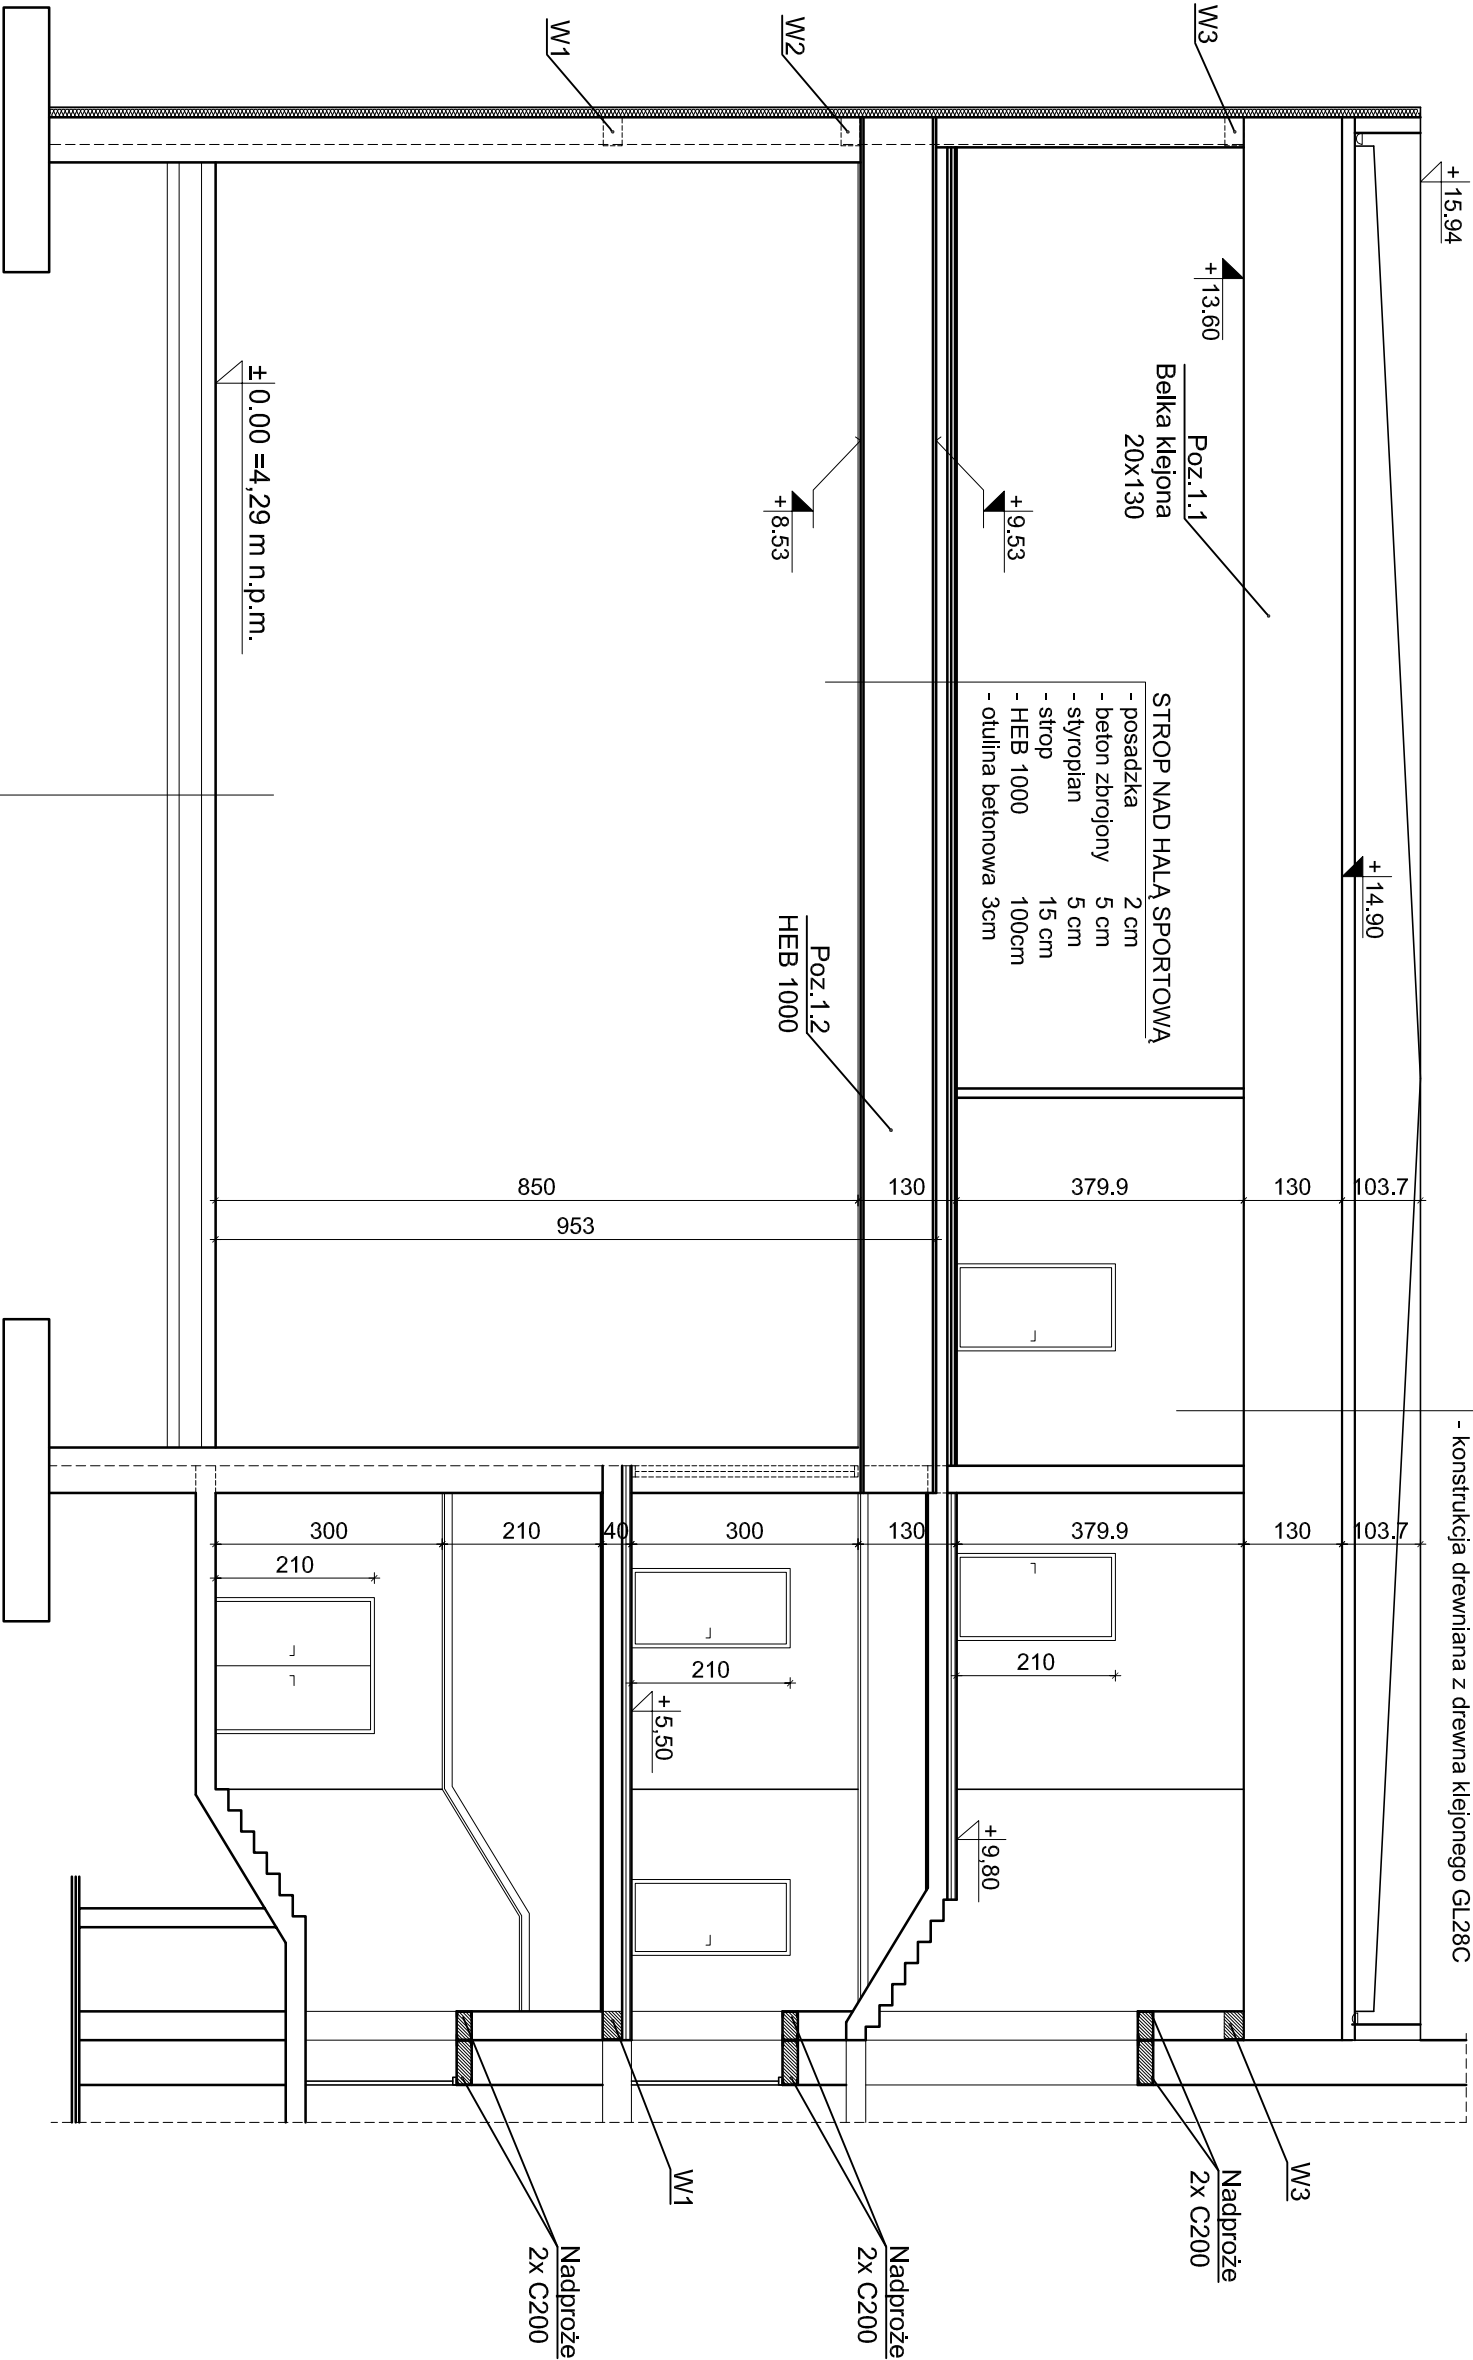 W3
W2
W1
+15.94
+13.60
Poz.1.1
Belka klejona
20x130
±0.00 =4,29 m n.p.m.
+9.53
+8.53
STROP NAD HALĄ SPORTOWĄ
- posadzka 2 cm
- beton zbrojony 5 cm
- styropian 5 cm
- strop 15 cm
- HEB 1000 100cm
- otulina betonowa 3cm
+14.90
Poz.1.2
HEB 1000
103.7
130
379.9
130
850
953
- konstrukcja drewniana z drewna klejonego GL28C
103.7
130
379.9
130
300
40
210
300
210
210
210
+5,50
+9,80
W3
Nadproże
2x C200
Nadproże
2x C200
W1
Nadproże
2x C200